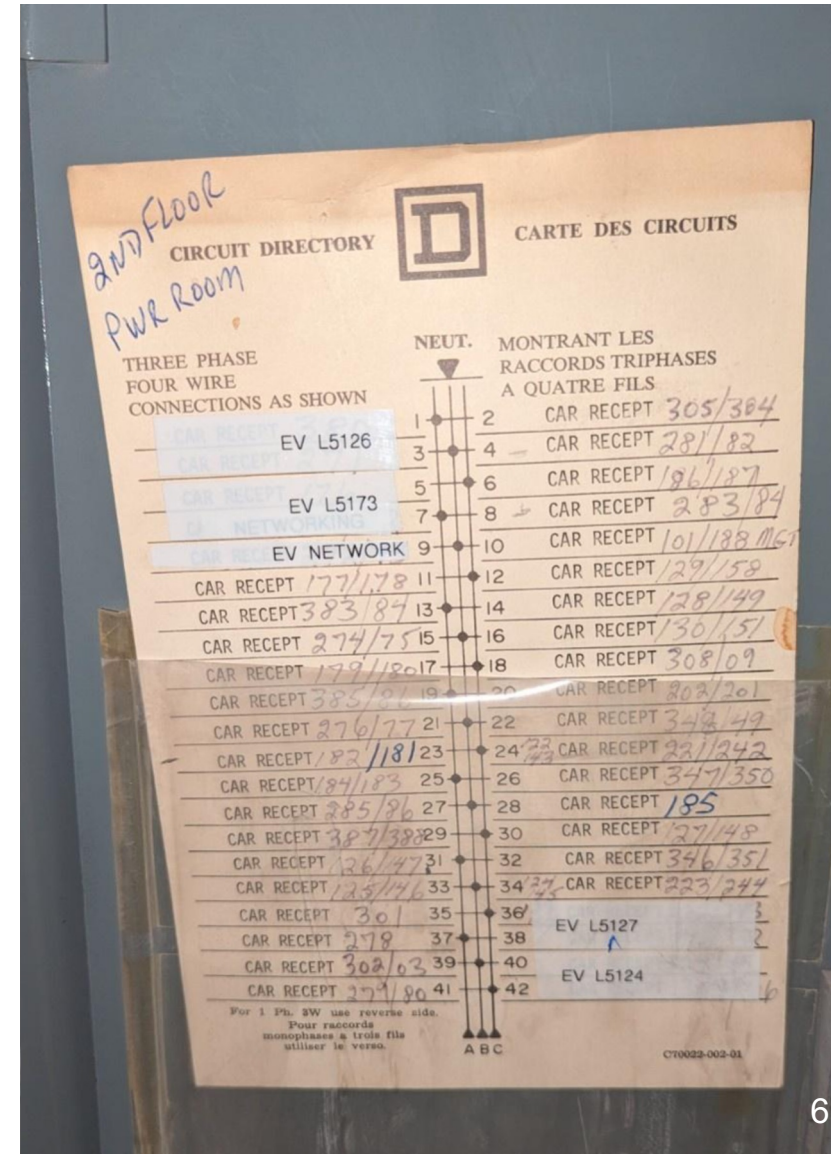 2ND FLOOR
PWR ROOM
CIRCUIT DIRECTORY
D
CARTE DES CIRCUITS
NEUT.
THREE PHASE
FOUR WIRE
CONNECTIONS AS SHOWN
MONTRANT LES
RACCORDS TRIPHASES
A QUATRE FILS
EV L5126 1 2 CAR RECEPT 305/304
3 4 CAR RECEPT 281/82
EV L5173 5 6 CAR RECEPT 186/187
7 8 CAR RECEPT 283/84
EV NETWORK 9 10 CAR RECEPT 101/188 MGT
CAR RECEPT 177/178 11 12 CAR RECEPT 129/158
CAR RECEPT 383/84 13 14 CAR RECEPT 128/149
CAR RECEPT 274/75 15 16 CAR RECEPT 130/151
CAR RECEPT 179/180 17 18 CAR RECEPT 308/09
CAR RECEPT 385/86 19 20 CAR RECEPT 202/201
CAR RECEPT 276/77 21 22 CAR RECEPT 348/49
CAR RECEPT 182/181 23 24 CAR RECEPT 221/242
CAR RECEPT 184/183 25 26 CAR RECEPT 347/350
CAR RECEPT 285/86 27 28 CAR RECEPT 185
CAR RECEPT 387/388 29 30 CAR RECEPT 127/148
CAR RECEPT 126/147 31 32 CAR RECEPT 346/351
CAR RECEPT 125/146 33 34 CAR RECEPT 223/244
CAR RECEPT 301 35 36 EV L5127
CAR RECEPT 278 37 38
CAR RECEPT 302/03 39 40 EV L5124
CAR RECEPT 279/80 41 42
For 1 Ph. 3W use reverse side.
Pour raccords
monophases a trois fils
utiliser le verso.
A B C
C70022-002-01
6